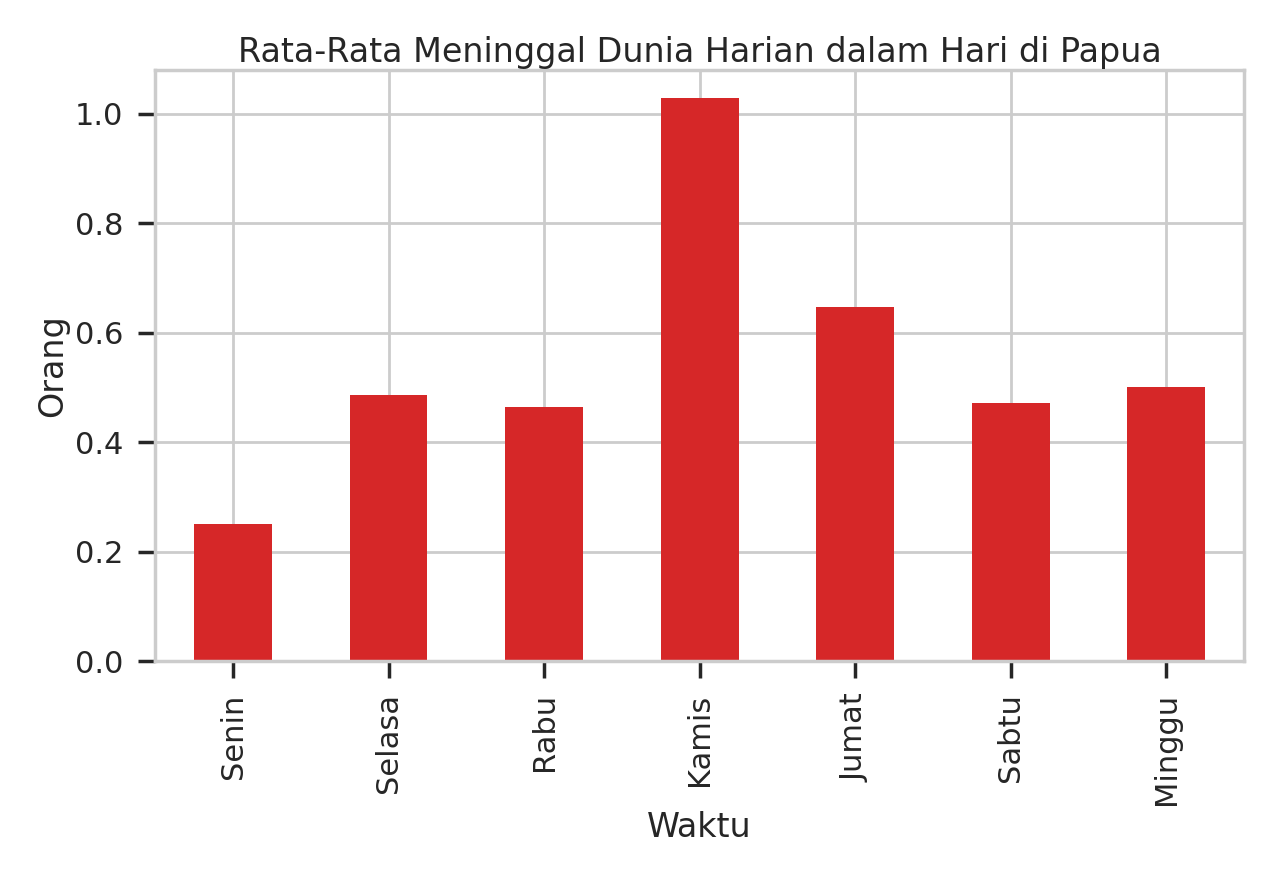 Rata-Rata Meninggal Dunia Harian dalam Hari di Papua
Orang
1.0
0.8
0.6
0.4
0.2
0.0
Senin
Selasa
Rabu
Kamis
Jumat
Sabtu
Minggu
Waktu